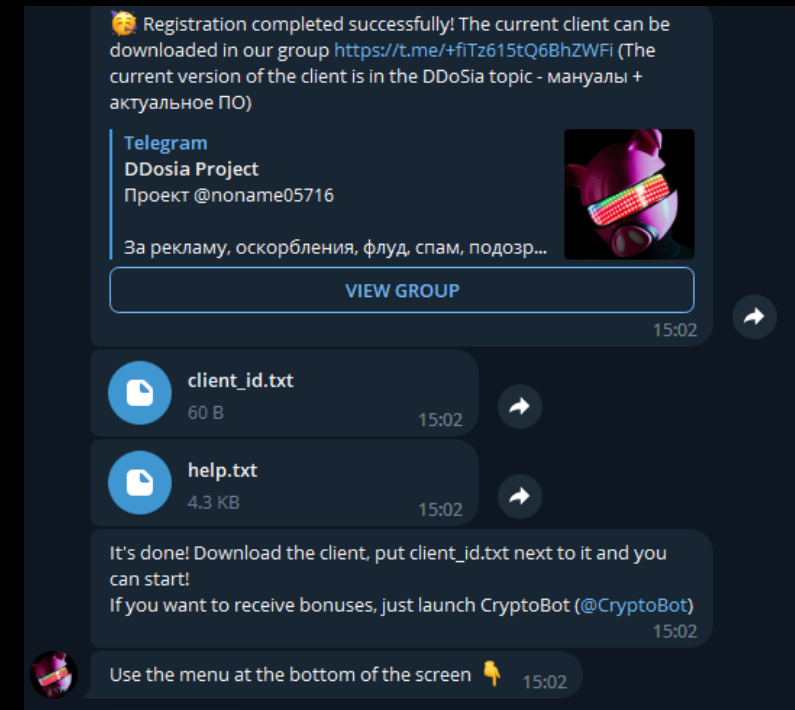 🥳 Registration completed successfully! The current client can be
downloaded in our group https://t.me/+fiTz615tQ6BhZWFi (The
current version of the client is in the DDoSia topic - мануалы +
актуальное ПО)
Telegram
DDosia Project
Проект @noname05716
За рекламу, оскорбления, флуд, спам, подозр...
VIEW GROUP
15:02
client_id.txt
60 B
15:02
help.txt
4.3 KB
15:02
It's done! Download the client, put client_id.txt next to it and you
can start!
If you want to receive bonuses, just launch CryptoBot (@CryptoBot)
15:02
Use the menu at the bottom of the screen 👇 15:02